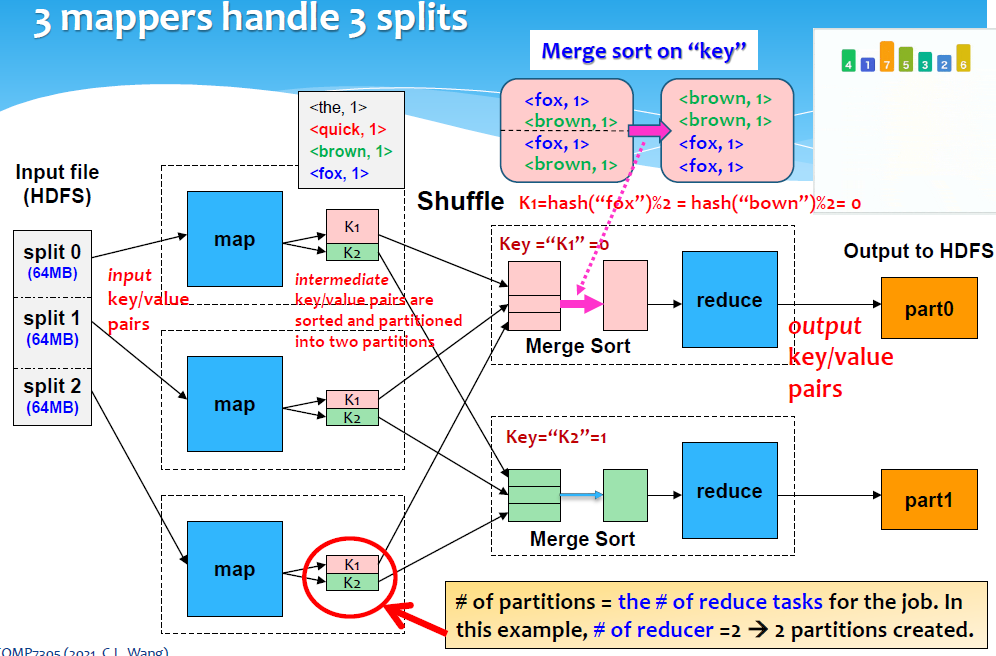 3 mappers handle 3 splits
Merge sort on “key”
4 1 7 5 3 2 6
<the, 1>
<quick, 1>
<brown, 1>
<fox, 1>
<fox, 1>
<brown, 1>
<fox, 1>
<brown, 1>
<brown, 1>
<brown, 1>
<fox, 1>
<fox, 1>
Input file
(HDFS)
Shuffle
K1=hash(“fox”)%2 = hash(“bown”)%2= 0
split 0
(64MB)
split 1
(64MB)
split 2
(64MB)
input
key/value
pairs
map
K1
K2
intermediate
key/value pairs are
sorted and partitioned
into two partitions
map
K1
K2
map
K1
K2
Key =“K1” =0
Merge Sort
reduce
Key=“K2”=1
Merge Sort
reduce
Output to HDFS
output
key/value
pairs
part0
part1
# of partitions = the # of reduce tasks for the job. In
this example, # of reducer =2 → 2 partitions created.
COMP7305 (2021, C.L. Wang)